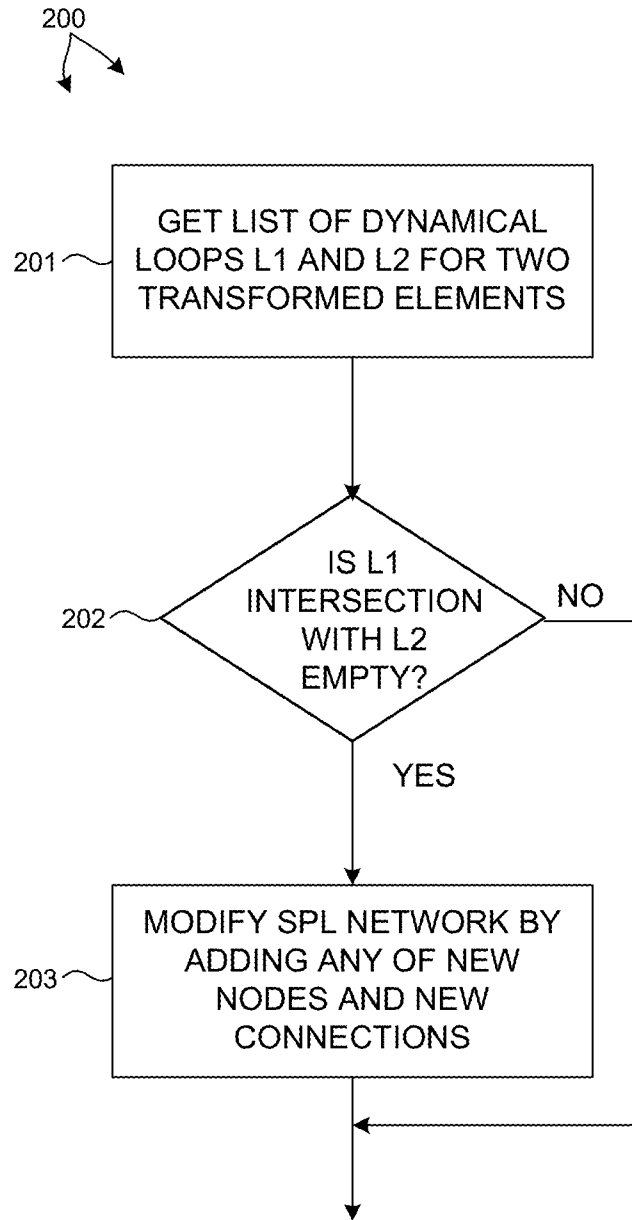 200
201
GET LIST OF DYNAMICAL
LOOPS L1 AND L2 FOR TWO
TRANSFORMED ELEMENTS
202
IS L1
INTERSECTION
WITH L2
EMPTY?
NO
YES
203
MODIFY SPL NETWORK BY
ADDING ANY OF NEW
NODES AND NEW
CONNECTIONS